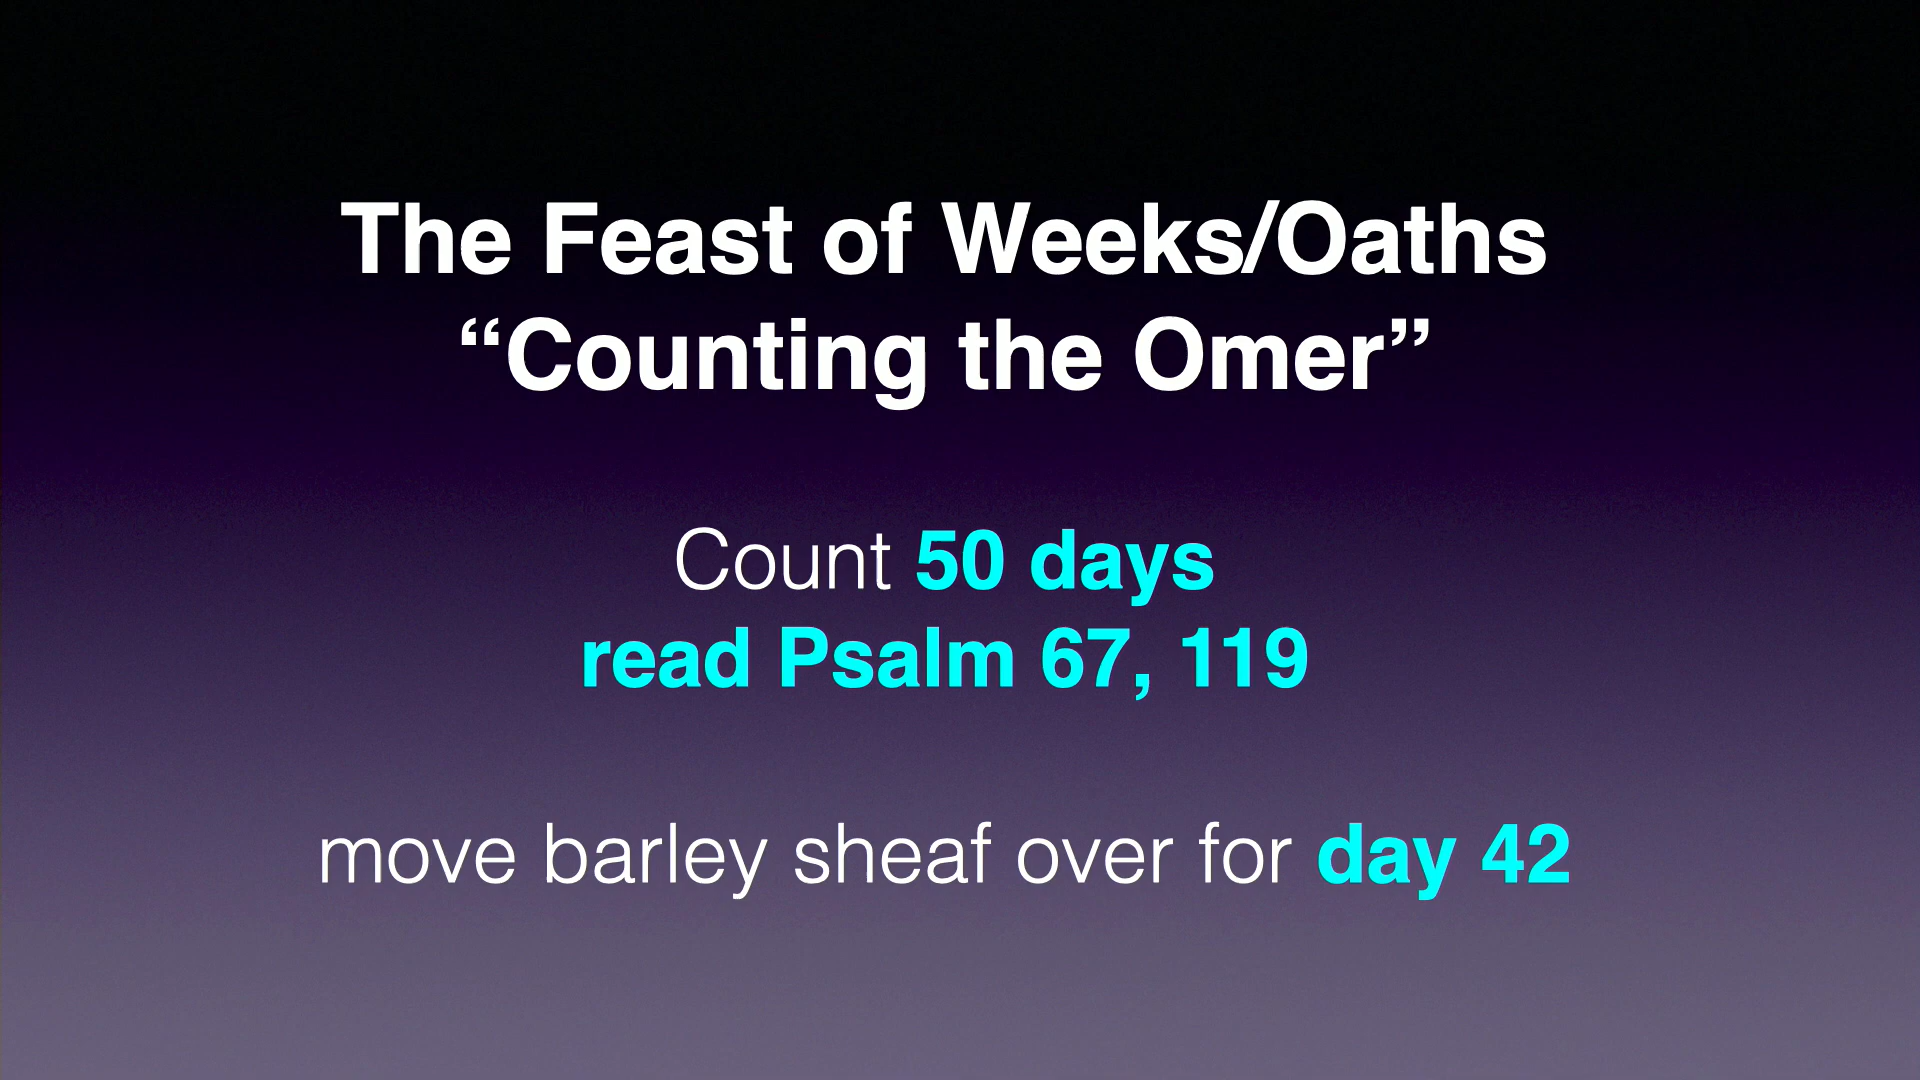 The Feast of Weeks/Oaths
“Counting the Omer”
Count 50 days
read Psalm 67, 119
move barley sheaf over for day 42